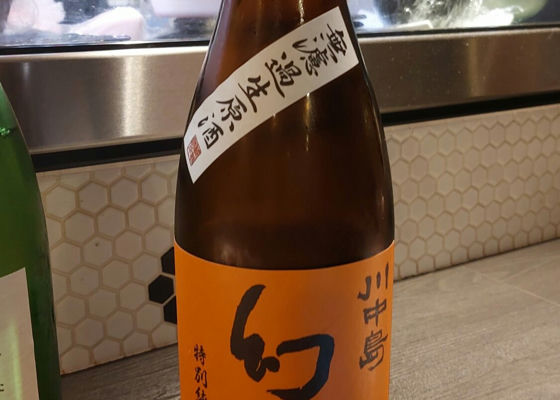 無濾過生原酒
川中島
幻
特別純